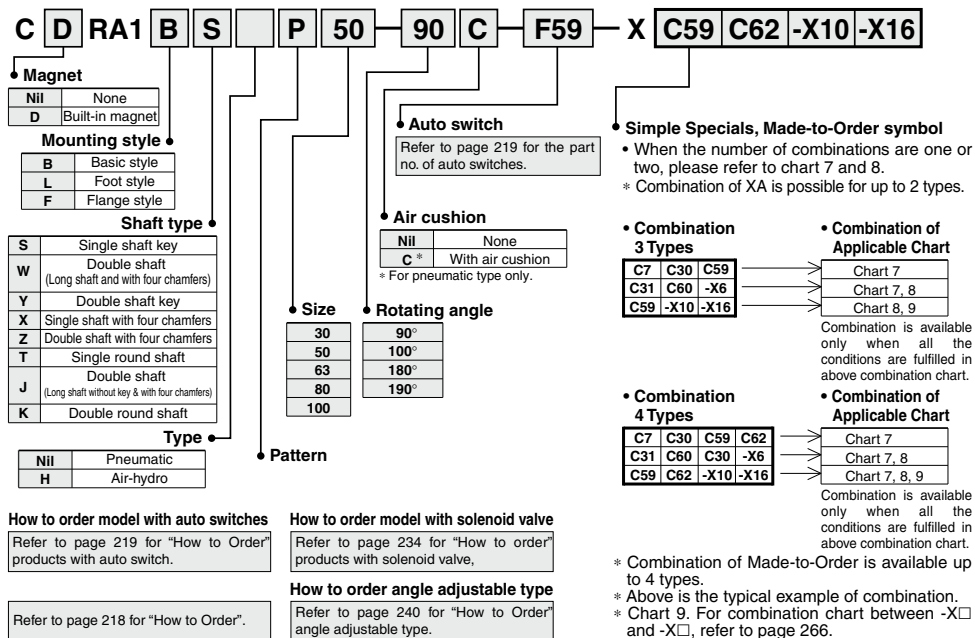 C D RA1 B S P 50 - 90 C - F59 - X C59 C62 -X10 -X16
Magnet
Nil None
D Built-in magnet
Mounting style
B Basic style
L Foot style
F Flange style
Shaft type
S Single shaft key
W Double shaft
(Long shaft and with four chamfers)
Y Double shaft key
X Single shaft with four chamfers
Z Double shaft with four chamfers
T Single round shaft
J Double shaft
(Long shaft without key & with four chamfers)
K Double round shaft
Type
Nil Pneumatic
H Air-hydro
Pattern
Size
30
50
63
80
100
Rotating angle
90°
100°
180°
190°
Air cushion
Nil None
C * With air cushion
* For pneumatic type only.
Auto switch
Refer to page 219 for the part
no. of auto switches.
Simple Specials, Made-to-Order symbol
• When the number of combinations are one or
two, please refer to chart 7 and 8.
* Combination of XA is possible for up to 2 types.
• Combination
3 Types
C7 C30 C59
C31 C60 -X6
C59 -X10 -X16
• Combination of
Applicable Chart
Chart 7
Chart 7, 8
Chart 8, 9
Combination is available
only when all the
conditions are fulfilled in
above combination chart.
• Combination
4 Types
C7 C30 C59 C62
C31 C60 C30 -X6
C59 C62 -X10 -X16
• Combination of
Applicable Chart
Chart 7
Chart 7, 8
Chart 7, 8, 9
Combination is available
only when all the
conditions are fulfilled in
above combination chart.
* Combination of Made-to-Order is available up
to 4 types.
* Above is the typical example of combination.
* Chart 9. For combination chart between -X□
and -X□, refer to page 266.
How to order model with auto switches
Refer to page 219 for "How to Order"
products with auto switch.
Refer to page 218 for "How to Order".
How to order model with solenoid valve
Refer to page 234 for "How to order"
products with solenoid valve,
How to order angle adjustable type
Refer to page 240 for "How to Order"
angle adjustable type.